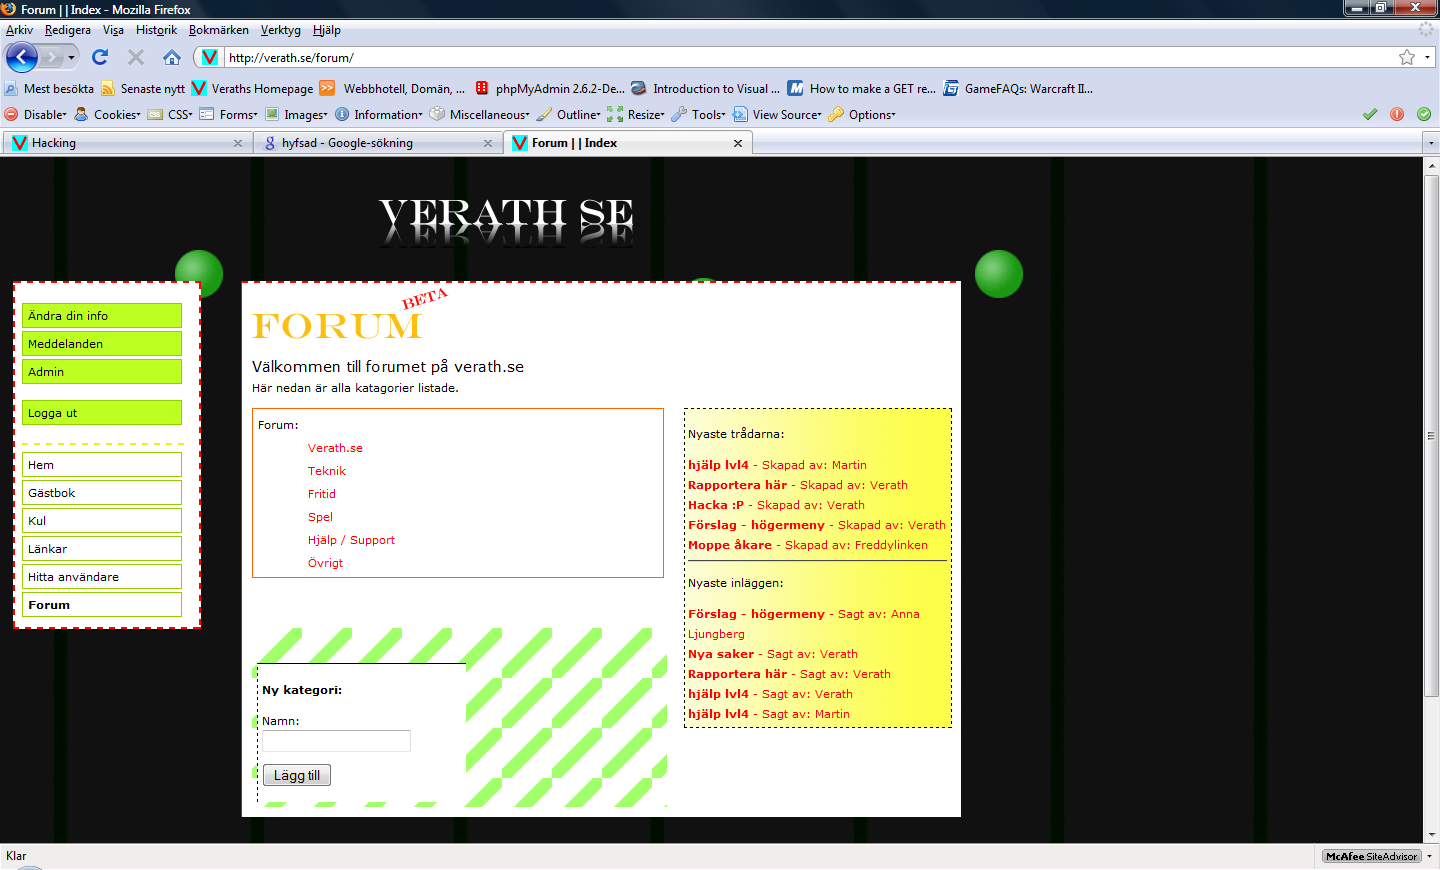 Forum | | Index - Mozilla Firefox
Arkiv Redigera Visa Historik Bokmärken Verktyg Hjälp
http://verath.se/forum/
Mest besökta Senaste nytt Veraths Homepage Webbhotell, Domän, ... phpMyAdmin 2.6.2-De... Introduction to Visual ... How to make a GET re... GameFAQs: Warcraft II...
Disable Cookies CSS Forms Images Information Miscellaneous Outline Resize Tools View Source Options
Hacking hyfsad - Google-sökning Forum | | Index
VERATH SE
Ändra din info
Meddelanden
Admin
Logga ut
Hem
Gästbok
Kul
Länkar
Hitta användare
Forum
BETA
FORUM
Välkommen till forumet på verath.se
Här nedan är alla katagorier listade.
Forum:
Verath.se
Teknik
Fritid
Spel
Hjälp / Support
Övrigt
Ny kategori:
Namn:
Lägg till
Nyaste trådarna:
hjälp lvl4 - Skapad av: Martin
Rapportera här - Skapad av: Verath
Hacka :P - Skapad av: Verath
Förslag - högermeny - Skapad av: Verath
Moppe åkare - Skapad av: Freddylinken
Nyaste inläggen:
Förslag - högermeny - Sagt av: Anna
Ljungberg
Nya saker - Sagt av: Verath
Rapportera här - Sagt av: Verath
hjälp lvl4 - Sagt av: Verath
hjälp lvl4 - Sagt av: Martin
Klar
McAfee SiteAdvisor